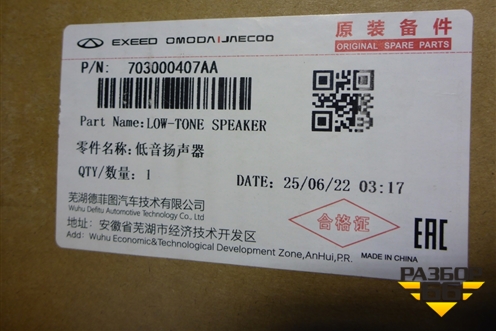 EXEED OMODA|JAECOO
原装备件
ORIGINAL SPARE PARTS
P/N: 703000407AA
Part Name:LOW-TONE SPEAKER
零件名称:低音扬声器
QTY/数量: 1
DATE: 25/06/22 03:17
芜湖德菲图汽车技术有限公司
Wuhu Defitu Automotive Technology Co., Ltd
地址: 安徽省芜湖市经济技术开发区
Add: Wuhu Economic&Technological Development Zone,AnHui,P.R.
合格证
EAC
MADE IN CHINA
РАЗБОР